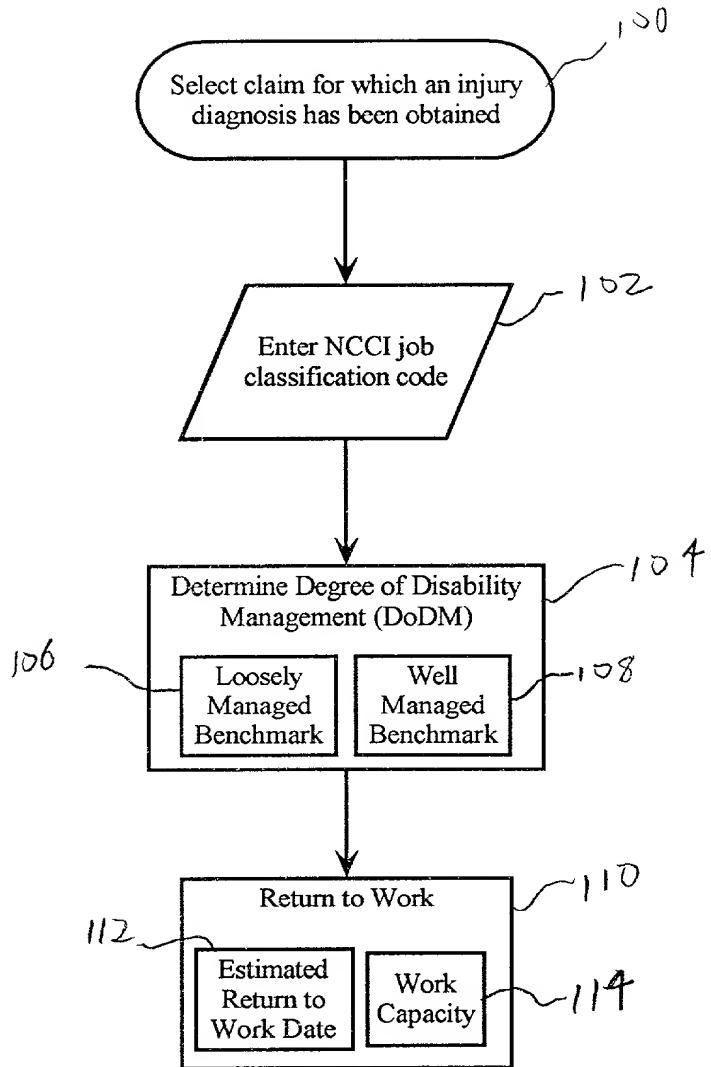 100
Select claim for which an injury
diagnosis has been obtained
102
Enter NCCI job
classification code
104
Determine Degree of Disability
Management (DoDM)
106
Loosely
Managed
Benchmark
Well
Managed
Benchmark
108
110
Return to Work
112
Estimated
Return to
Work Date
Work
Capacity
114